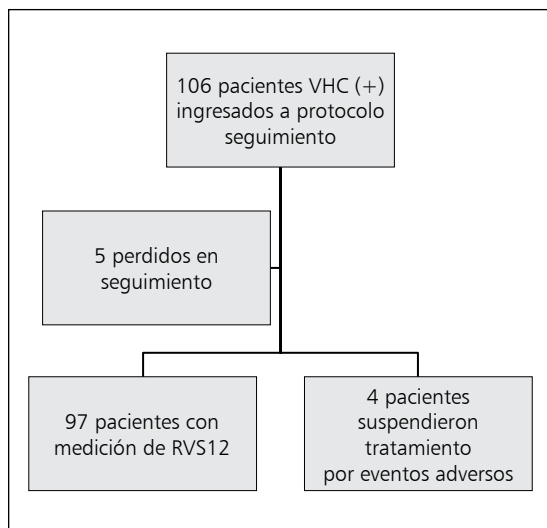 106 pacientes VHC (+)
ingresados a protocolo
seguimiento
5 perdidos en
seguimiento
97 pacientes con
medición de RVS12
4 pacientes
suspendieron
tratamiento
por eventos adversos